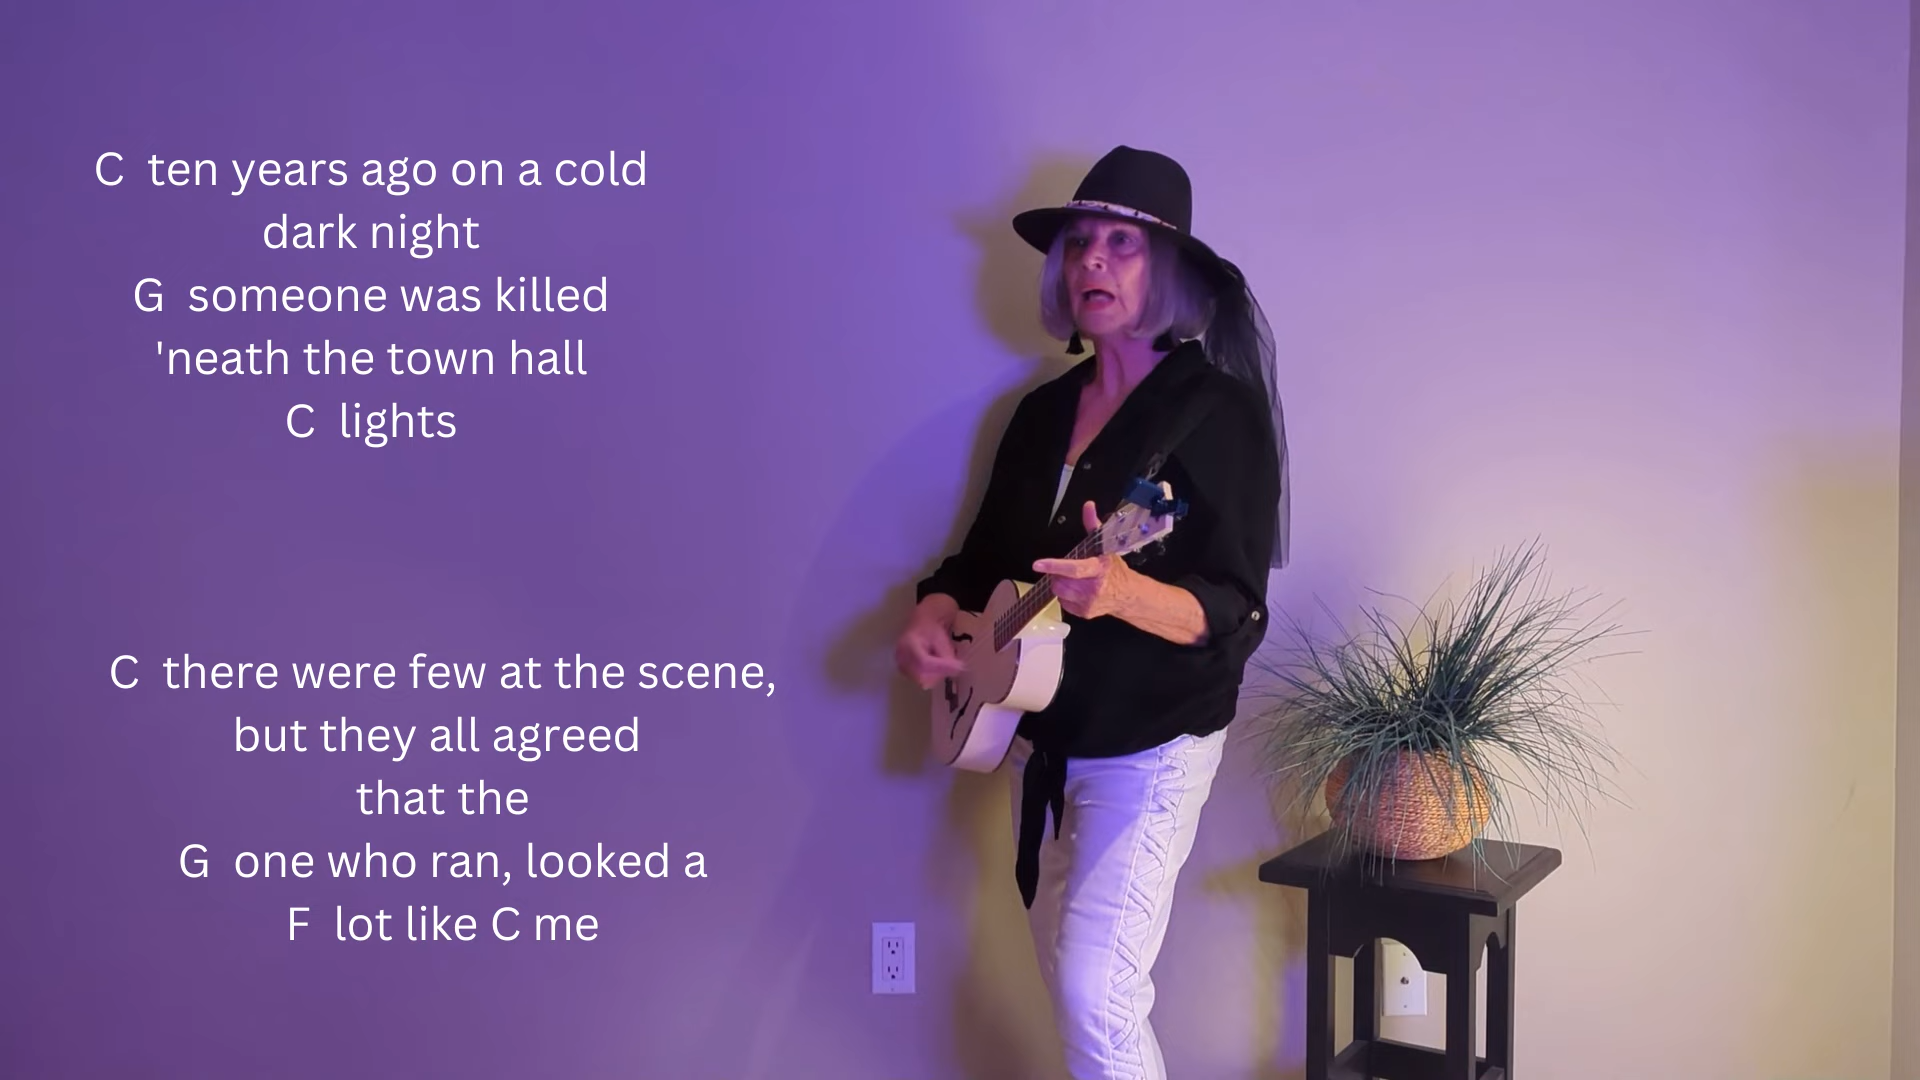 C ten years ago on a cold
dark night
G someone was killed
'neath the town hall
C lights
C there were few at the scene,
but they all agreed
that the
G one who ran, looked a
F lot like C me